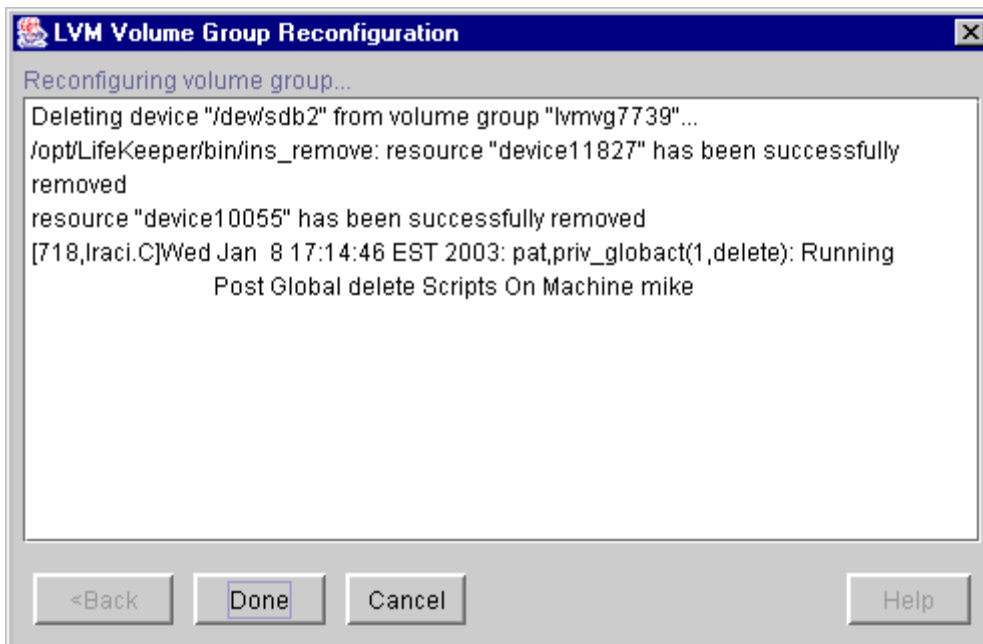 LVM Volume Group Reconfiguration
Reconfiguring volume group...
Deleting device "/dev/sdb2" from volume group "lvmvg7739"...
/opt/LifeKeeper/bin/ins_remove: resource "device11827" has been successfully
removed
resource "device10055" has been successfully removed
[718,lraci.C]Wed Jan  8 17:14:46 EST 2003: pat,priv_globact(1,delete): Running
Post Global delete Scripts On Machine mike
<Back
Done
Cancel
Help